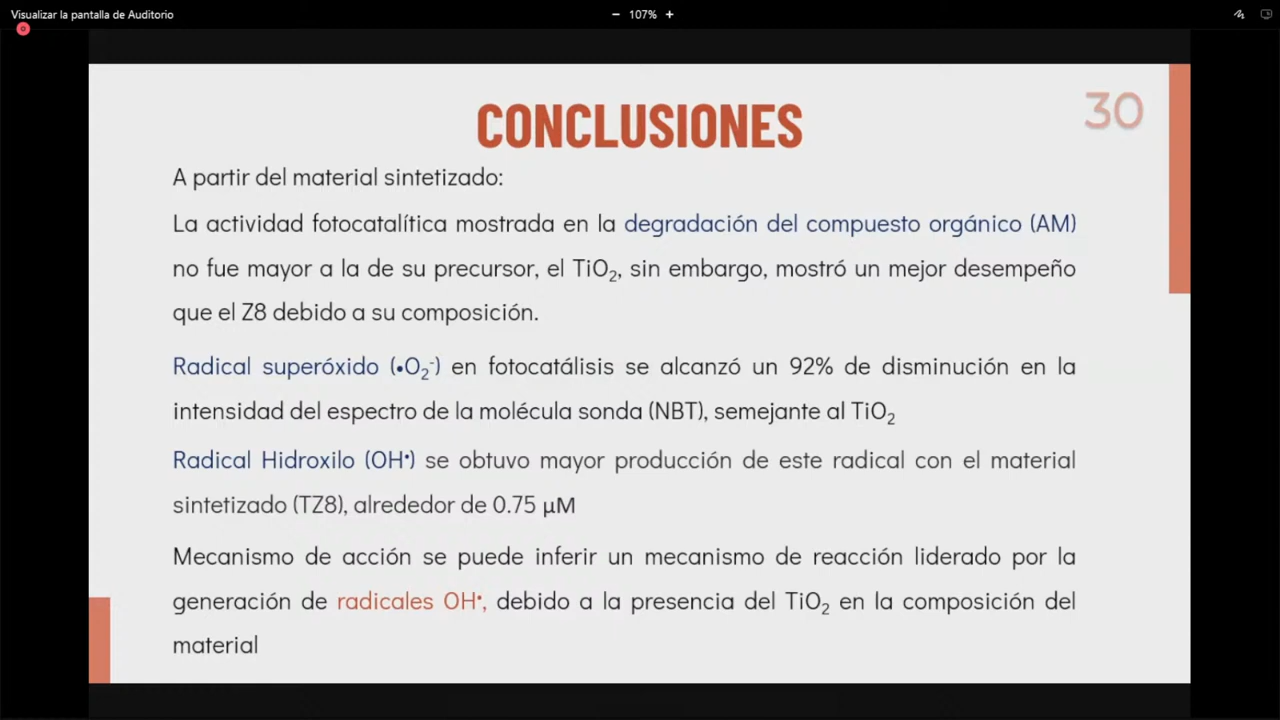 Visualizar la pantalla de Auditorio
− 107% +
CONCLUSIONES
30
A partir del material sintetizado:
La actividad fotocatalítica mostrada en la degradación del compuesto orgánico (AM)
no fue mayor a la de su precursor, el TiO₂, sin embargo, mostró un mejor desempeño
que el Z8 debido a su composición.
Radical superóxido (•O₂⁻) en fotocatálisis se alcanzó un 92% de disminución en la
intensidad del espectro de la molécula sonda (NBT), semejante al TiO₂
Radical Hidroxilo (OH•) se obtuvo mayor producción de este radical con el material
sintetizado (TZ8), alrededor de 0.75 µM
Mecanismo de acción se puede inferir un mecanismo de reacción liderado por la
generación de radicales OH•, debido a la presencia del TiO₂ en la composición del
material